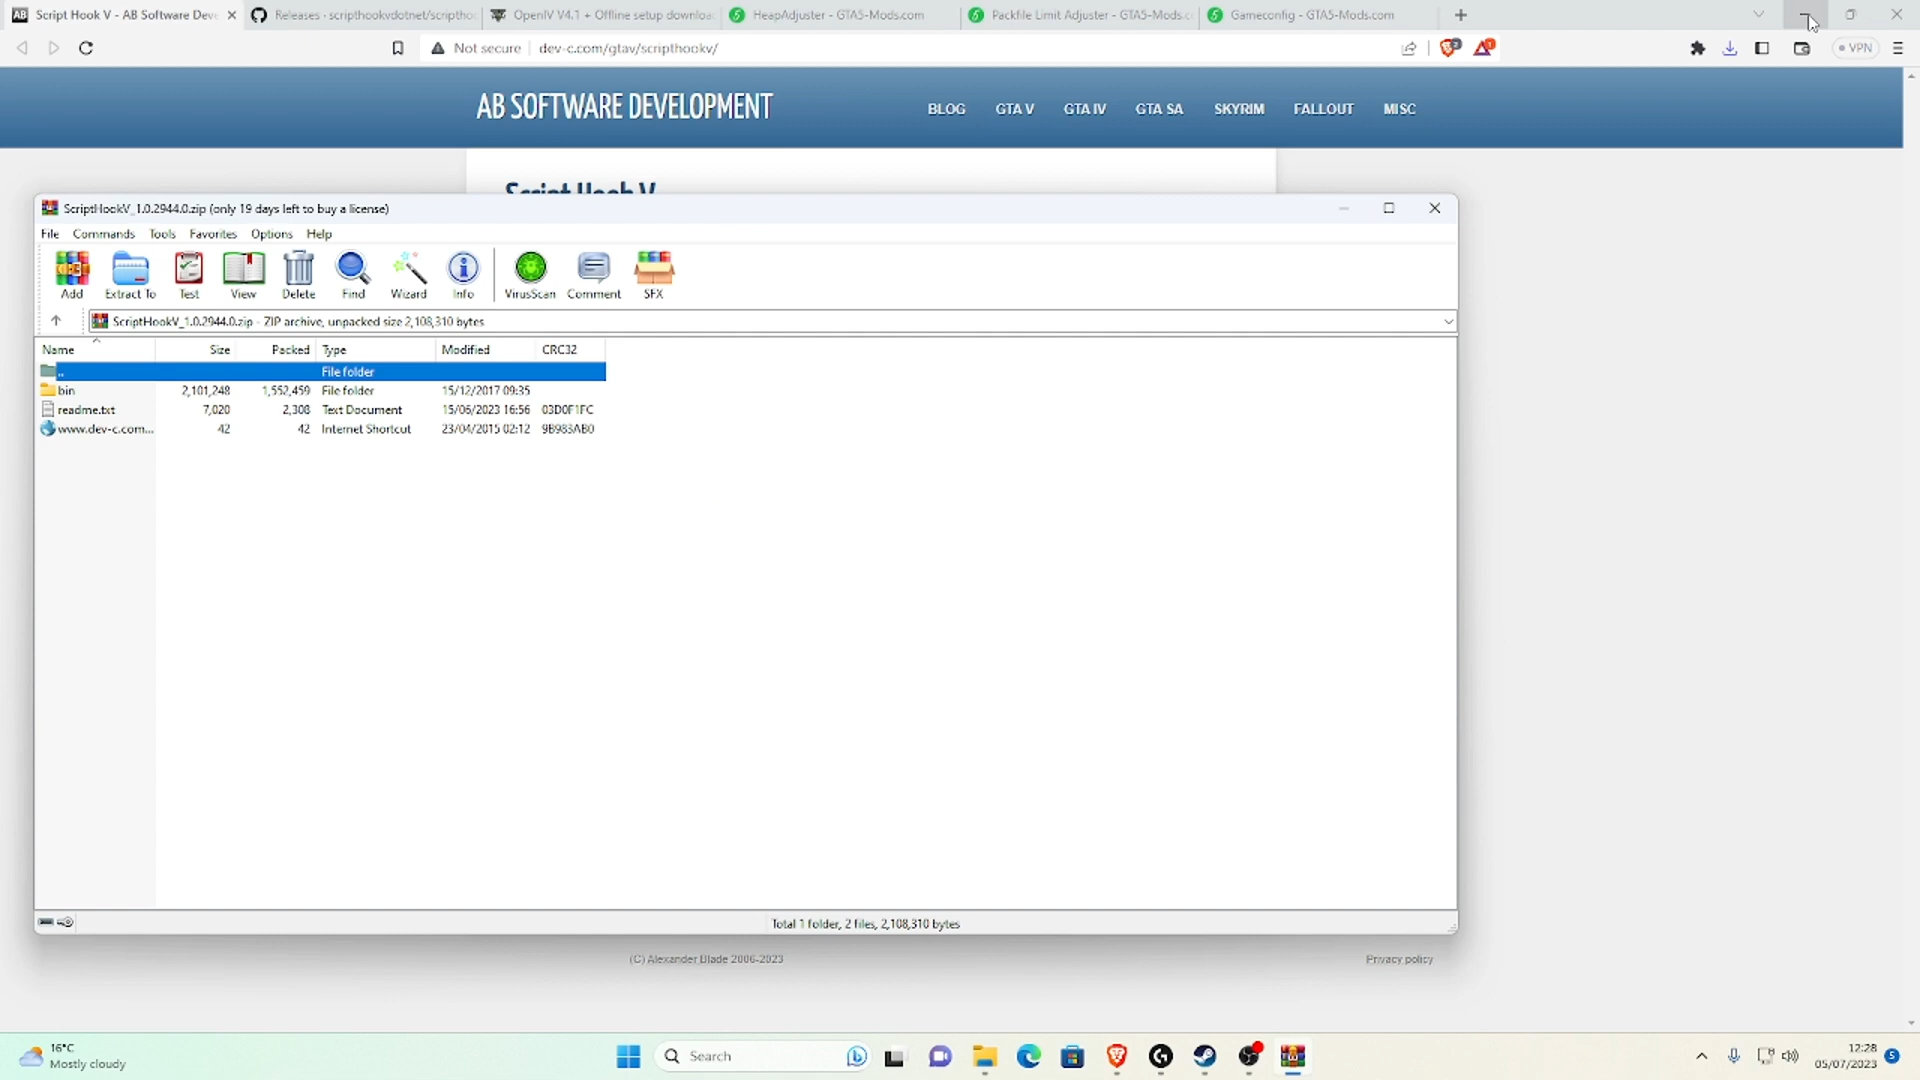 Script Hook V - AB Software Deve
Releases · scripthookvdotnet/scripthoo
OpenIV V4.1 + Offline setup downloa
HeapAdjuster - GTA5-Mods.com
Packfile Limit Adjuster - GTA5-Mods.c
Gameconfig - GTA5-Mods.com
Not secure
dev-c.com/gtav/scripthookv/
VPN
AB SOFTWARE DEVELOPMENT
BLOG GTA V GTA IV GTA SA SKYRIM FALLOUT MISC
Script Hook V
ScriptHookV_1.0.2944.0.zip (only 19 days left to buy a license)
File Commands Tools Favorites Options Help
Add Extract To Test View Delete Find Wizard Info VirusScan Comment SFX
ScriptHookV_1.0.2944.0.zip - ZIP archive, unpacked size 2,108,310 bytes
Name Size Packed Type Modified CRC32
.. File folder
bin 2,101,248 1,552,459 File folder 15/12/2017 09:35
readme.txt 7,020 2,308 Text Document 15/06/2023 16:56 03D0F1FC
www.dev-c.com... 42 42 Internet Shortcut 23/04/2015 02:12 9B983AB0
Total 1 folder, 2 files, 2,108,310 bytes
(C) Alexander Blade 2006-2023
Privacy policy
16°C
Mostly cloudy
Search
12:28
05/07/2023
5